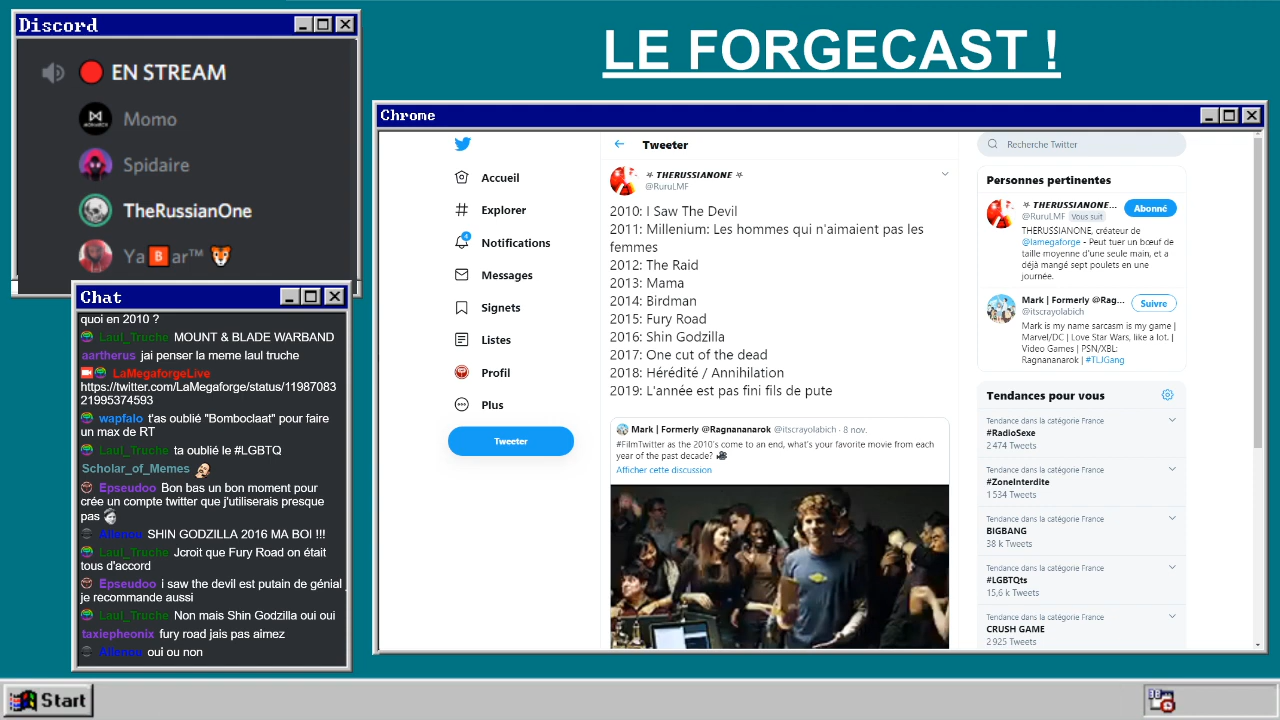 Discord
EN STREAM
Momo
Spidaire
TheRussianOne
Ya🅱ar™ 🐯
Chat
quoi en 2010 ?
Laul_Truche MOUNT & BLADE WARBAND
aartherus jai penser la meme laul truche
LaMegaforgeLive
https://twitter.com/LaMegaforge/status/11987083
21995374593
wapfalo t'as oublié "Bomboclaat" pour faire
un max de RT
Laul_Truche ta oublié le #LGBTQ
Scholar_of_Memes
Epseudoo Bon bas un bon moment pour
crée un compte twitter que j'utiliserais presque
pas
Allenou SHIN GODZILLA 2016 MA BOI !!!
Laul_Truche Jcroit que Fury Road on était
tous d'accord
Epseudoo i saw the devil est putain de génial
je recommande aussi
Laul_Truche Non mais Shin Godzilla oui oui
taxiepheonix fury road jais pas aimez
Allenou oui ou non
LE FORGECAST !
Chrome
Accueil
Explorer
4
Notifications
Messages
Signets
Listes
Profil
Plus
Tweeter
Tweeter
☆ THERUSSIANONE ☆
@RuruLMF
2010: I Saw The Devil
2011: Millenium: Les hommes qui n'aimaient pas les
femmes
2012: The Raid
2013: Mama
2014: Birdman
2015: Fury Road
2016: Shin Godzilla
2017: One cut of the dead
2018: Hérédité / Annihilation
2019: L'année est pas fini fils de pute
Mark | Formerly @Ragnananarok @itscrayolabich · 8 nov.
#FilmTwitter as the 2010's come to an end, what's your favorite movie from each
year of the past decade? 🎥
Afficher cette discussion
Recherche Twitter
Personnes pertinentes
☆ THERUSSIANONE...
@RuruLMF Vous suit
Abonné
THERUSSIANONE, créateur de
@lamegaforge - Peut tuer un bœuf de
taille moyenne d'une seule main, et a
déjà mangé sept poulets en une
journée.
Mark | Formerly @Rag...
@itscrayolabich
Suivre
Mark is my name sarcasm is my game |
Marvel/DC | Love Star Wars, like a lot. |
Video Games | PSN/XBL:
Ragnananarok | #TLJGang
Tendances pour vous
Tendance dans la catégorie France
#RadioSexe
2 474 Tweets
Tendance dans la catégorie France
#ZoneInterdite
1 534 Tweets
Tendance dans la catégorie France
BIGBANG
38 k Tweets
Tendance dans la catégorie France
#LGBTQts
15,6 k Tweets
Tendance dans la catégorie France
CRUSH GAME
2 925 Tweets
Start